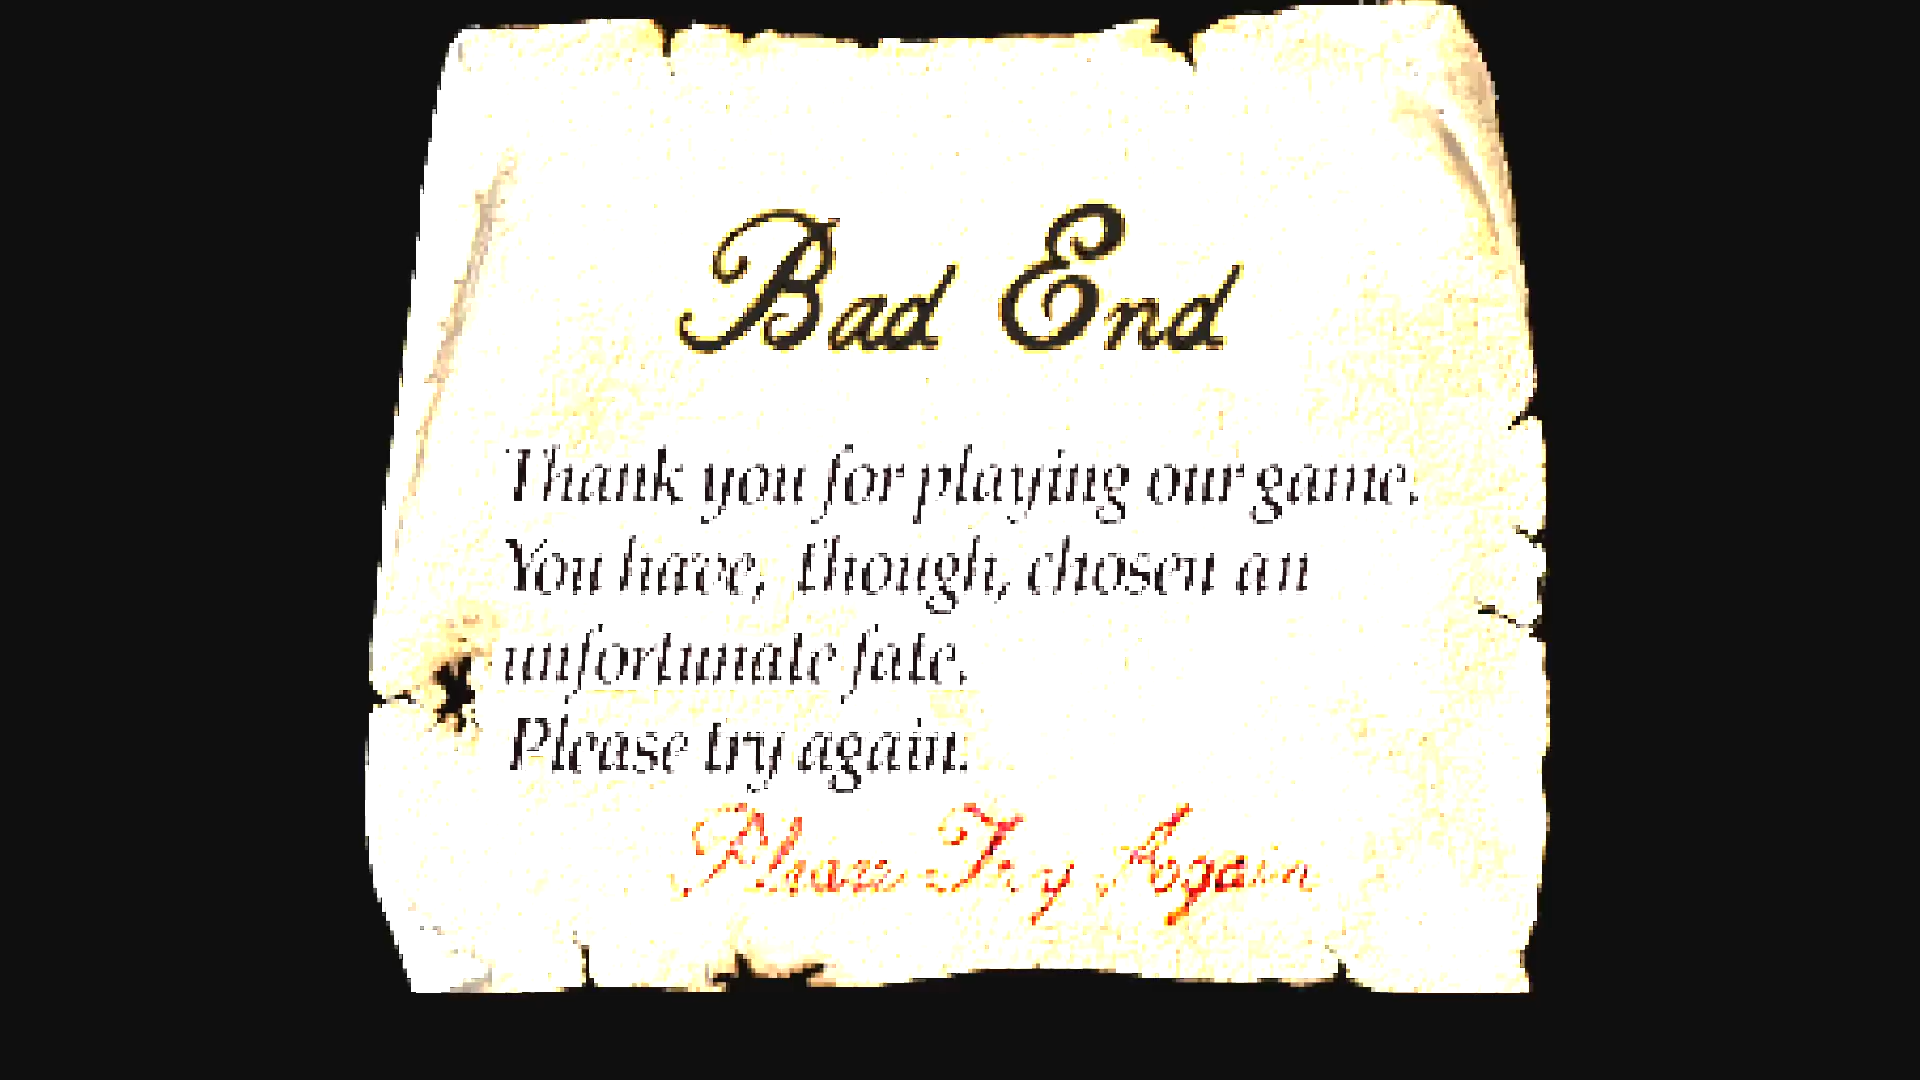 Bad End
Thank you for playing our game.
You have, though, chosen an
unfortunate fate.
Please try again.
Please Try Again